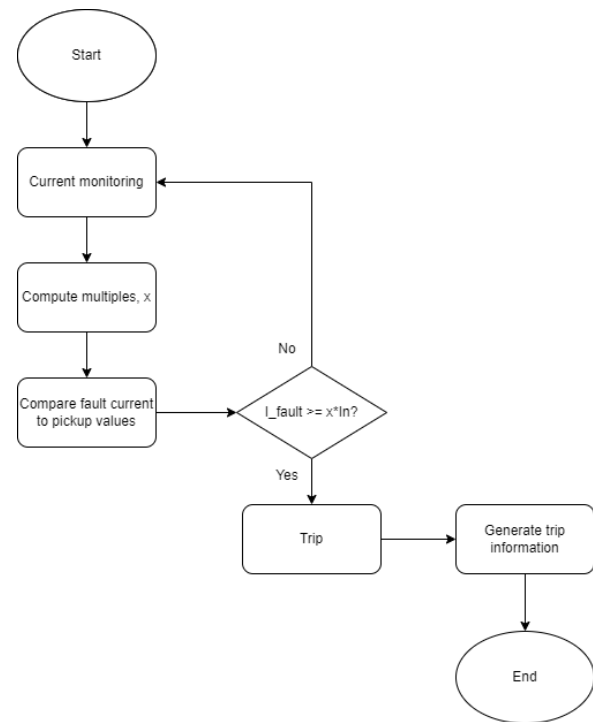 Start
Current monitoring
Compute multiples, x
Compare fault current
to pickup values
No
I_fault >= x*In?
Yes
Trip
Generate trip
information
End